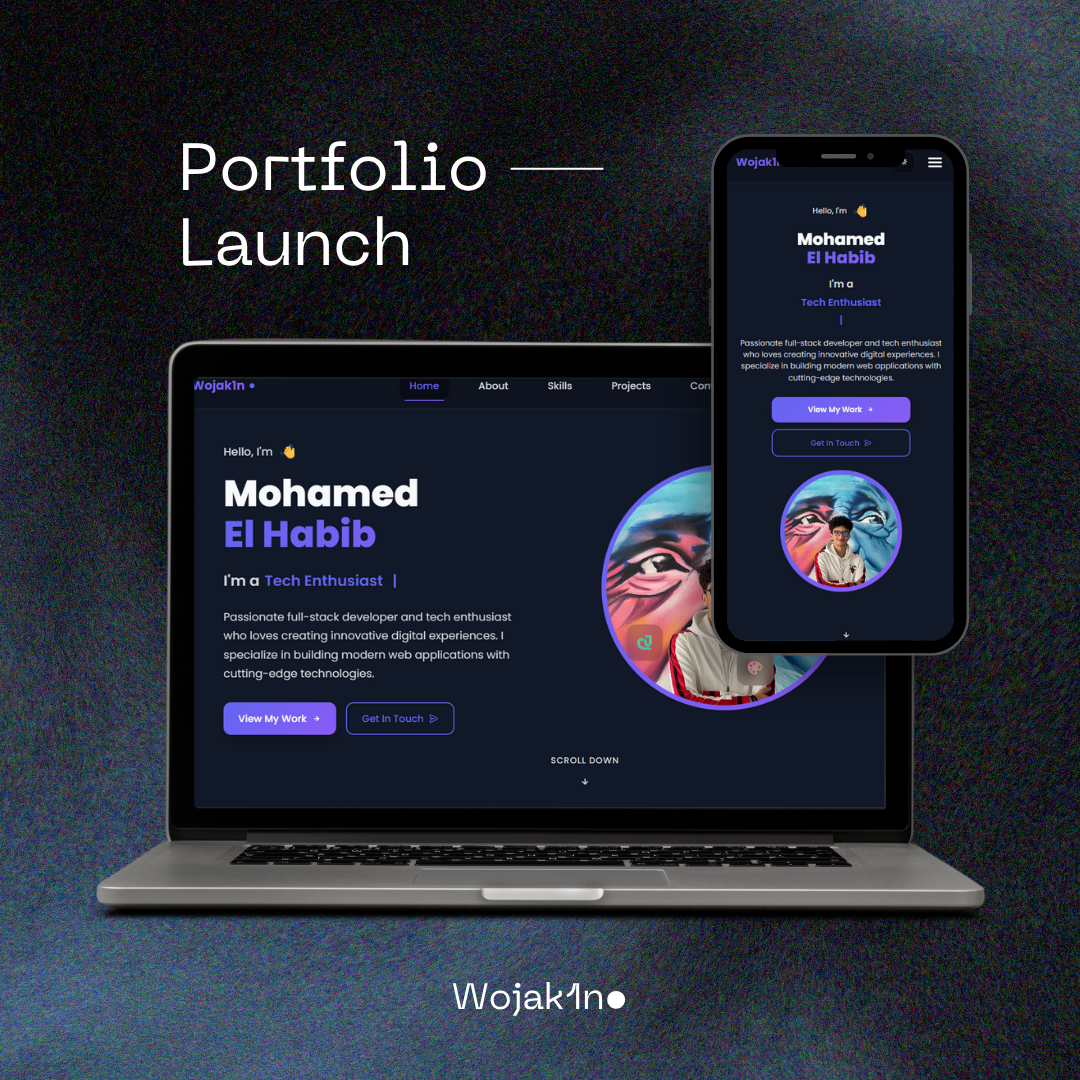 Portfolio
Launch
Wojak1n
Home
About
Skills
Projects
Hello, I'm
Mohamed
El Habib
I'm a Tech Enthusiast |
Passionate full-stack developer and tech enthusiast
who loves creating innovative digital experiences. I
specialize in building modern web applications with
cutting-edge technologies.
View My Work
Get In Touch
SCROLL DOWN
Hello, I'm
Mohamed
El Habib
I'm a
Tech Enthusiast
|
Passionate full-stack developer and tech enthusiast
who loves creating innovative digital experiences. I
specialize in building modern web applications with
cutting-edge technologies.
View My Work
Get In Touch
Wojak1n